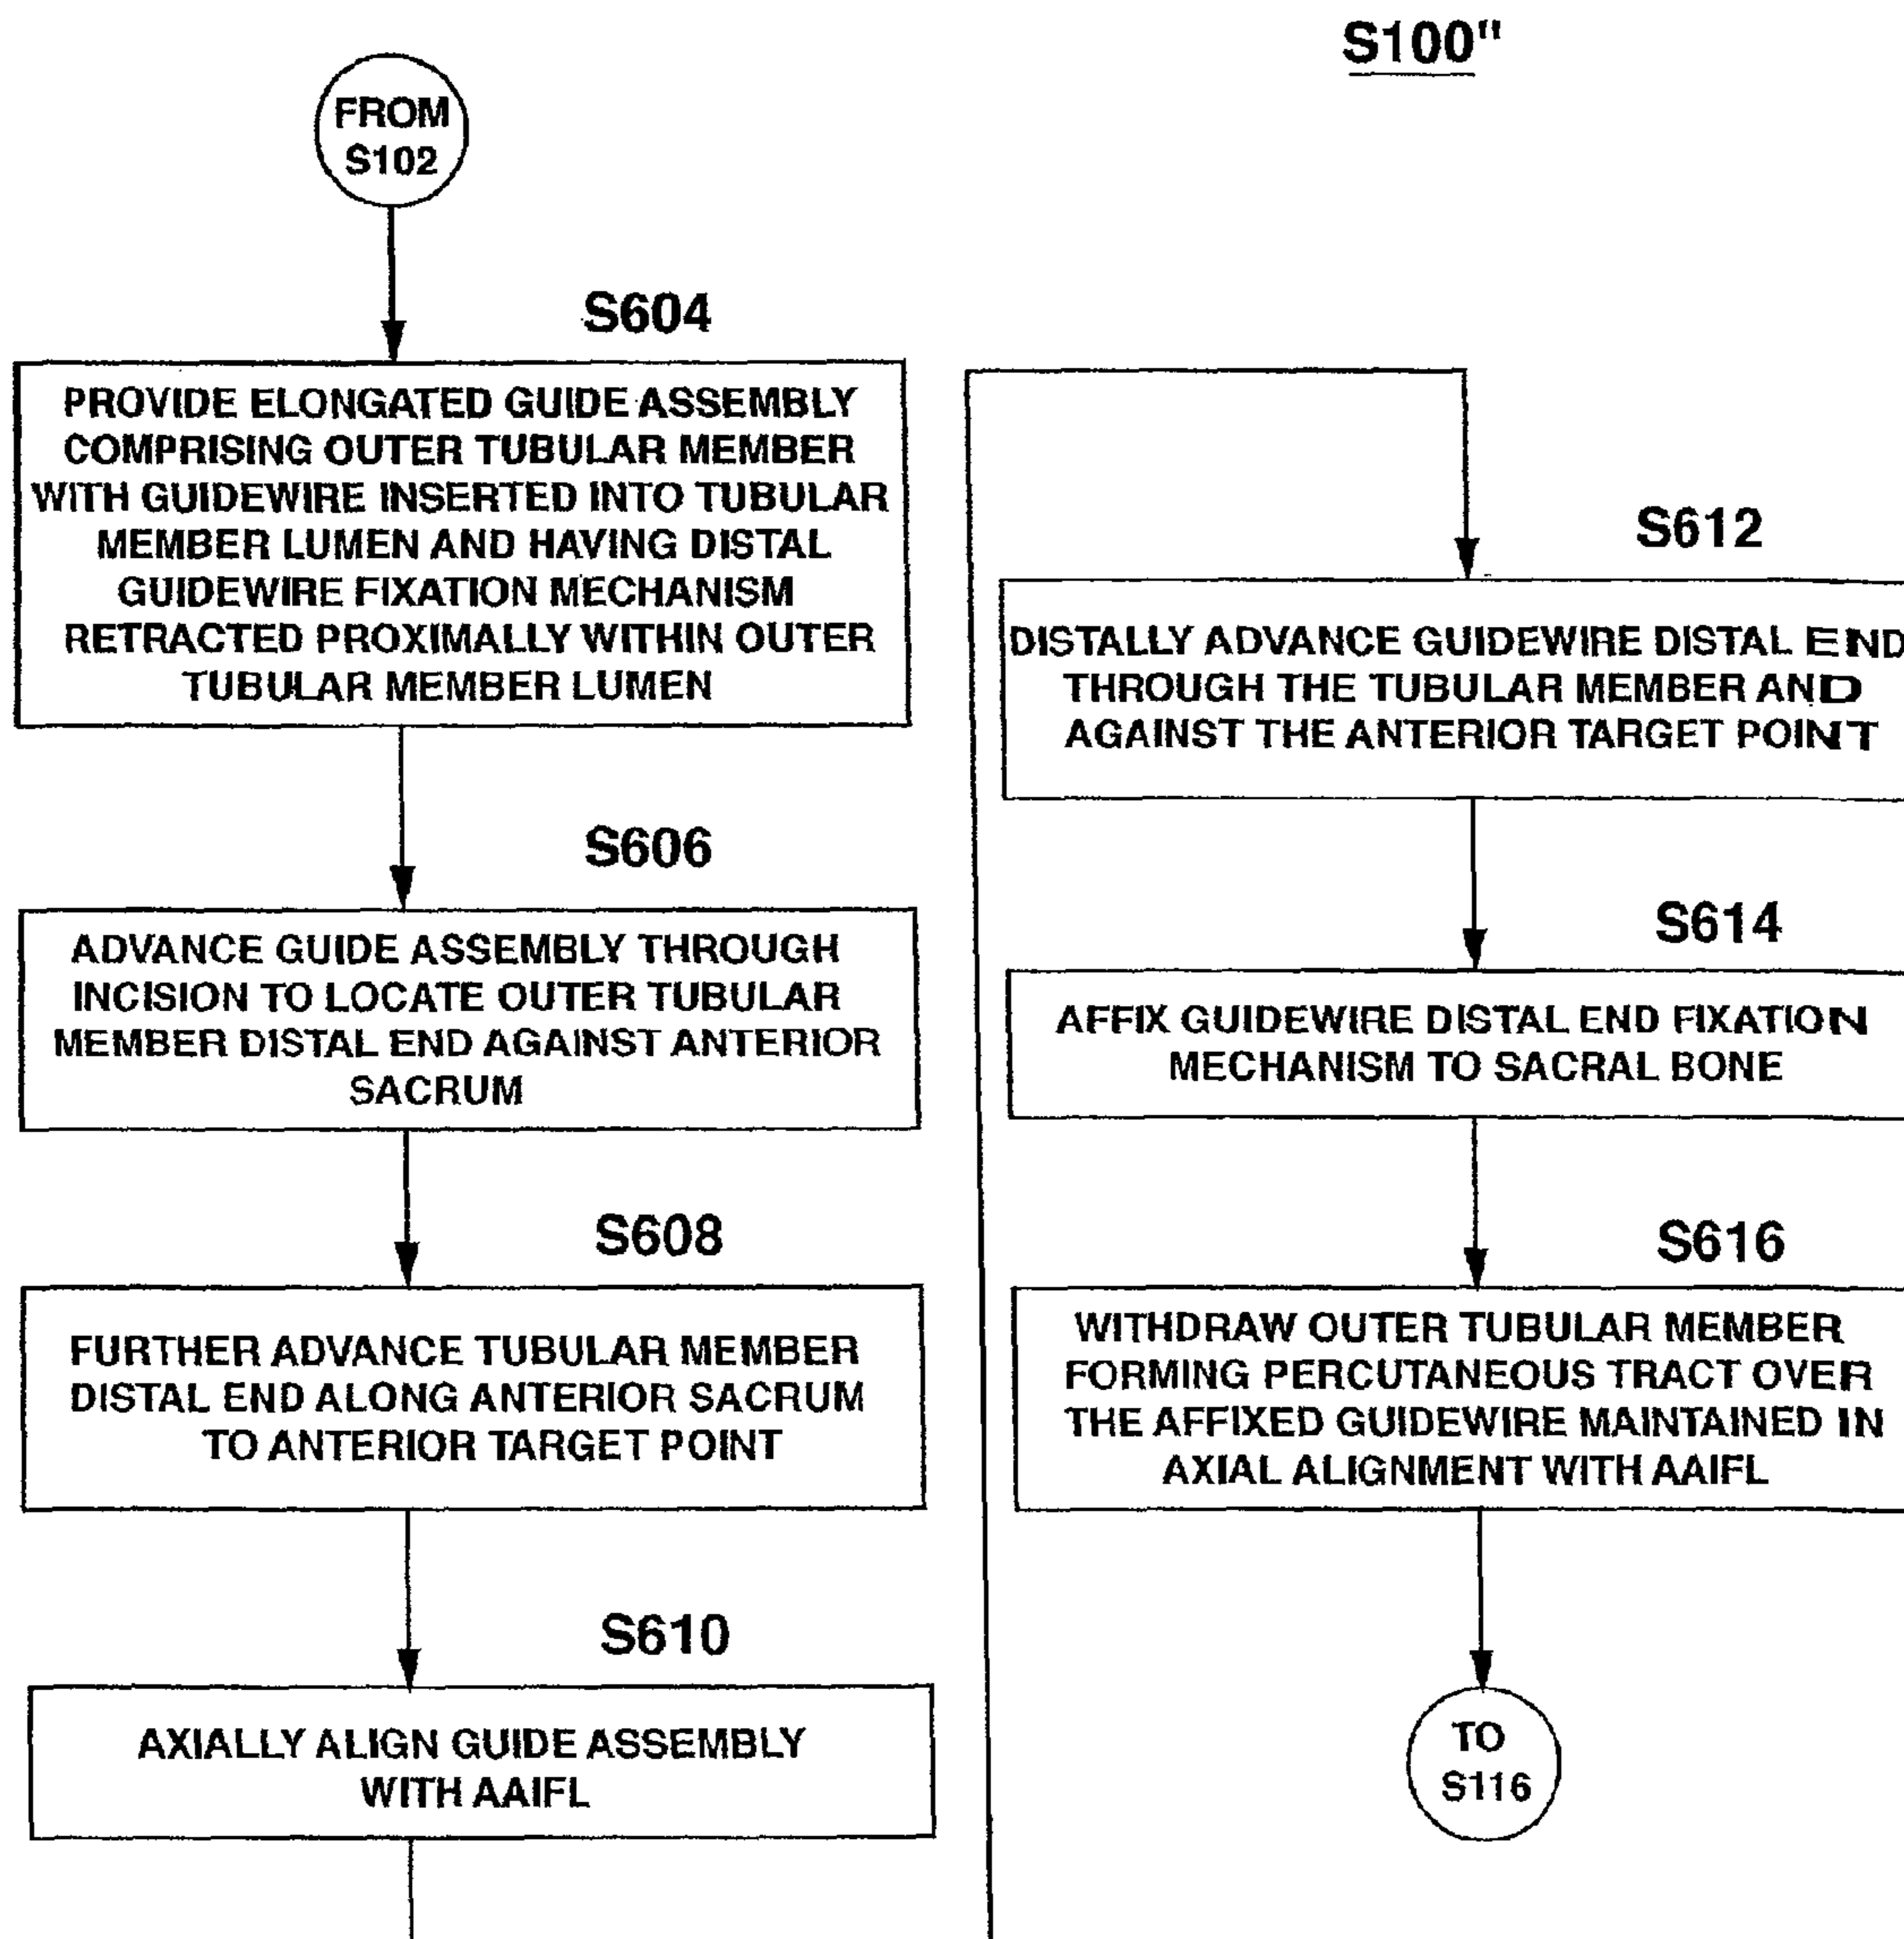 S100"
FROM
S102
S604
PROVIDE ELONGATED GUIDE ASSEMBLY
COMPRISING OUTER TUBULAR MEMBER
WITH GUIDEWIRE INSERTED INTO TUBULAR
MEMBER LUMEN AND HAVING DISTAL
GUIDEWIRE FIXATION MECHANISM
RETRACTED PROXIMALLY WITHIN OUTER
TUBULAR MEMBER LUMEN
S606
ADVANCE GUIDE ASSEMBLY THROUGH
INCISION TO LOCATE OUTER TUBULAR
MEMBER DISTAL END AGAINST ANTERIOR
SACRUM
S608
FURTHER ADVANCE TUBULAR MEMBER
DISTAL END ALONG ANTERIOR SACRUM
TO ANTERIOR TARGET POINT
S610
AXIALLY ALIGN GUIDE ASSEMBLY
WITH AAIFL
S612
DISTALLY ADVANCE GUIDEWIRE DISTAL END
THROUGH THE TUBULAR MEMBER AND
AGAINST THE ANTERIOR TARGET POINT
S614
AFFIX GUIDEWIRE DISTAL END FIXATION
MECHANISM TO SACRAL BONE
S616
WITHDRAW OUTER TUBULAR MEMBER
FORMING PERCUTANEOUS TRACT OVER
THE AFFIXED GUIDEWIRE MAINTAINED IN
AXIAL ALIGNMENT WITH AAIFL
TO
S116